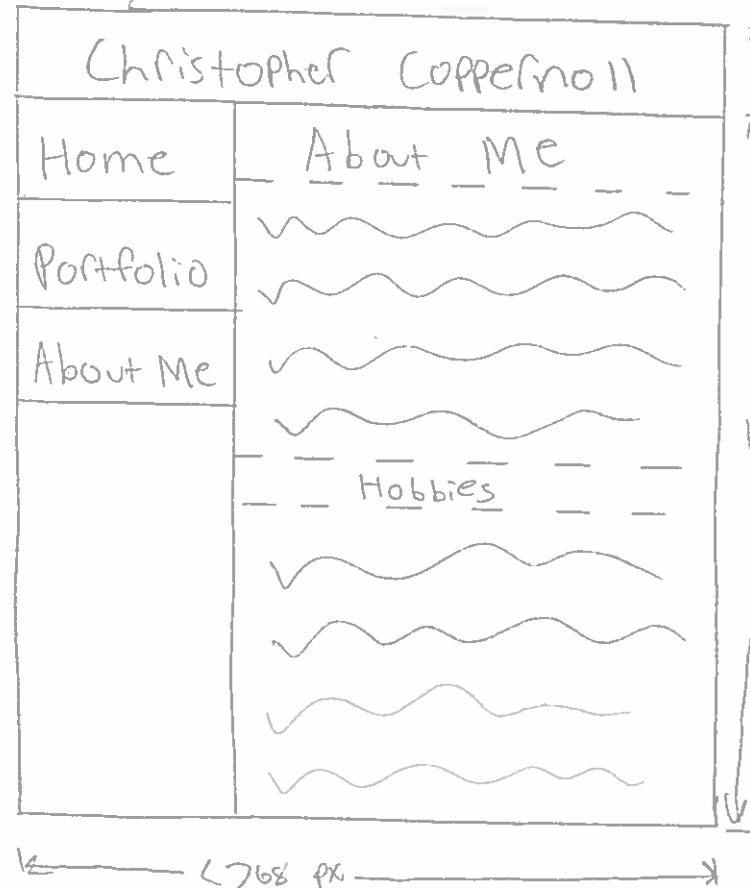 Christopher Coppernoll
Home
Portfolio
About Me
About Me
Hobbies
<768 px